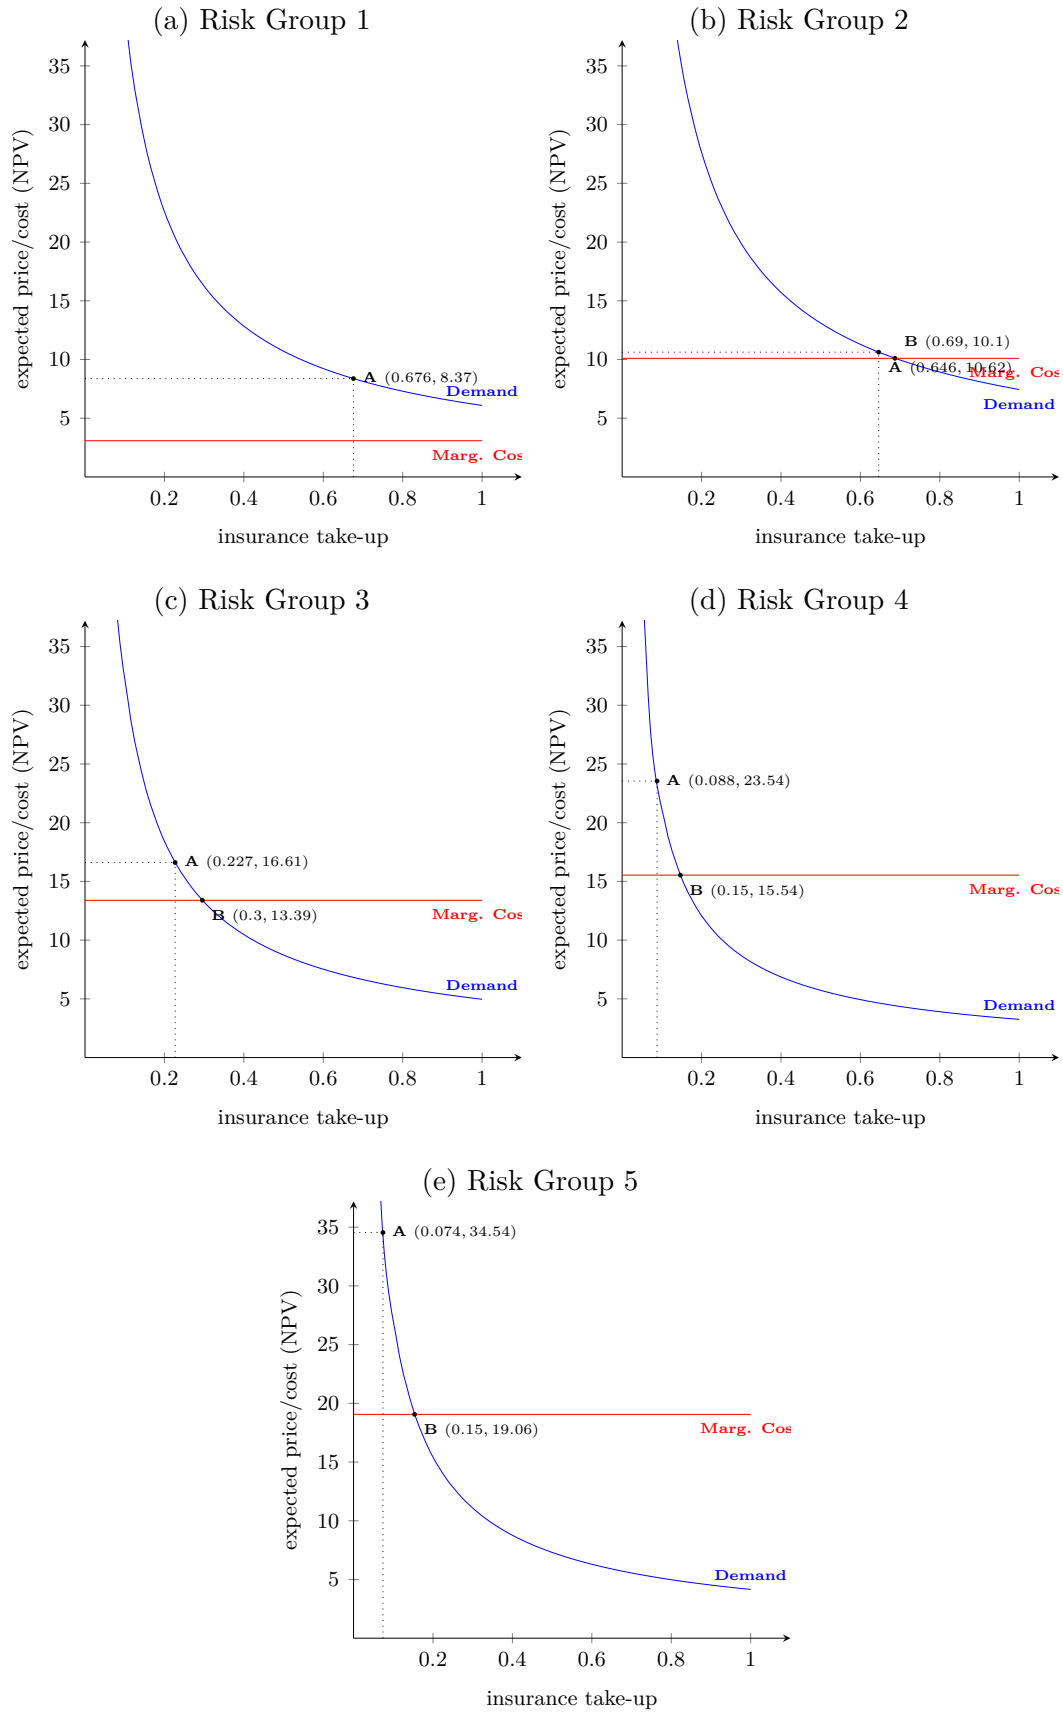 (a) Risk Group 1
expected price/cost (NPV)
35
30
25
20
15
10
5
A (0.676, 8.37)
Demand
Marg. Cos
0.2 0.4 0.6 0.8 1
insurance take-up
(b) Risk Group 2
expected price/cost (NPV)
35
30
25
20
15
10
5
B (0.69, 10.1)
A (0.646, 10.62)
Marg. Cos
Demand
0.2 0.4 0.6 0.8 1
insurance take-up
(c) Risk Group 3
expected price/cost (NPV)
35
30
25
20
15
10
5
A (0.227, 16.61)
B (0.3, 13.39)
Marg. Cos
Demand
0.2 0.4 0.6 0.8 1
insurance take-up
(d) Risk Group 4
expected price/cost (NPV)
35
30
25
20
15
10
5
A (0.088, 23.54)
B (0.15, 15.54)
Marg. Cos
Demand
0.2 0.4 0.6 0.8 1
insurance take-up
(e) Risk Group 5
expected price/cost (NPV)
35
30
25
20
15
10
5
A (0.074, 34.54)
B (0.15, 19.06)
Marg. Cos
Demand
0.2 0.4 0.6 0.8 1
insurance take-up